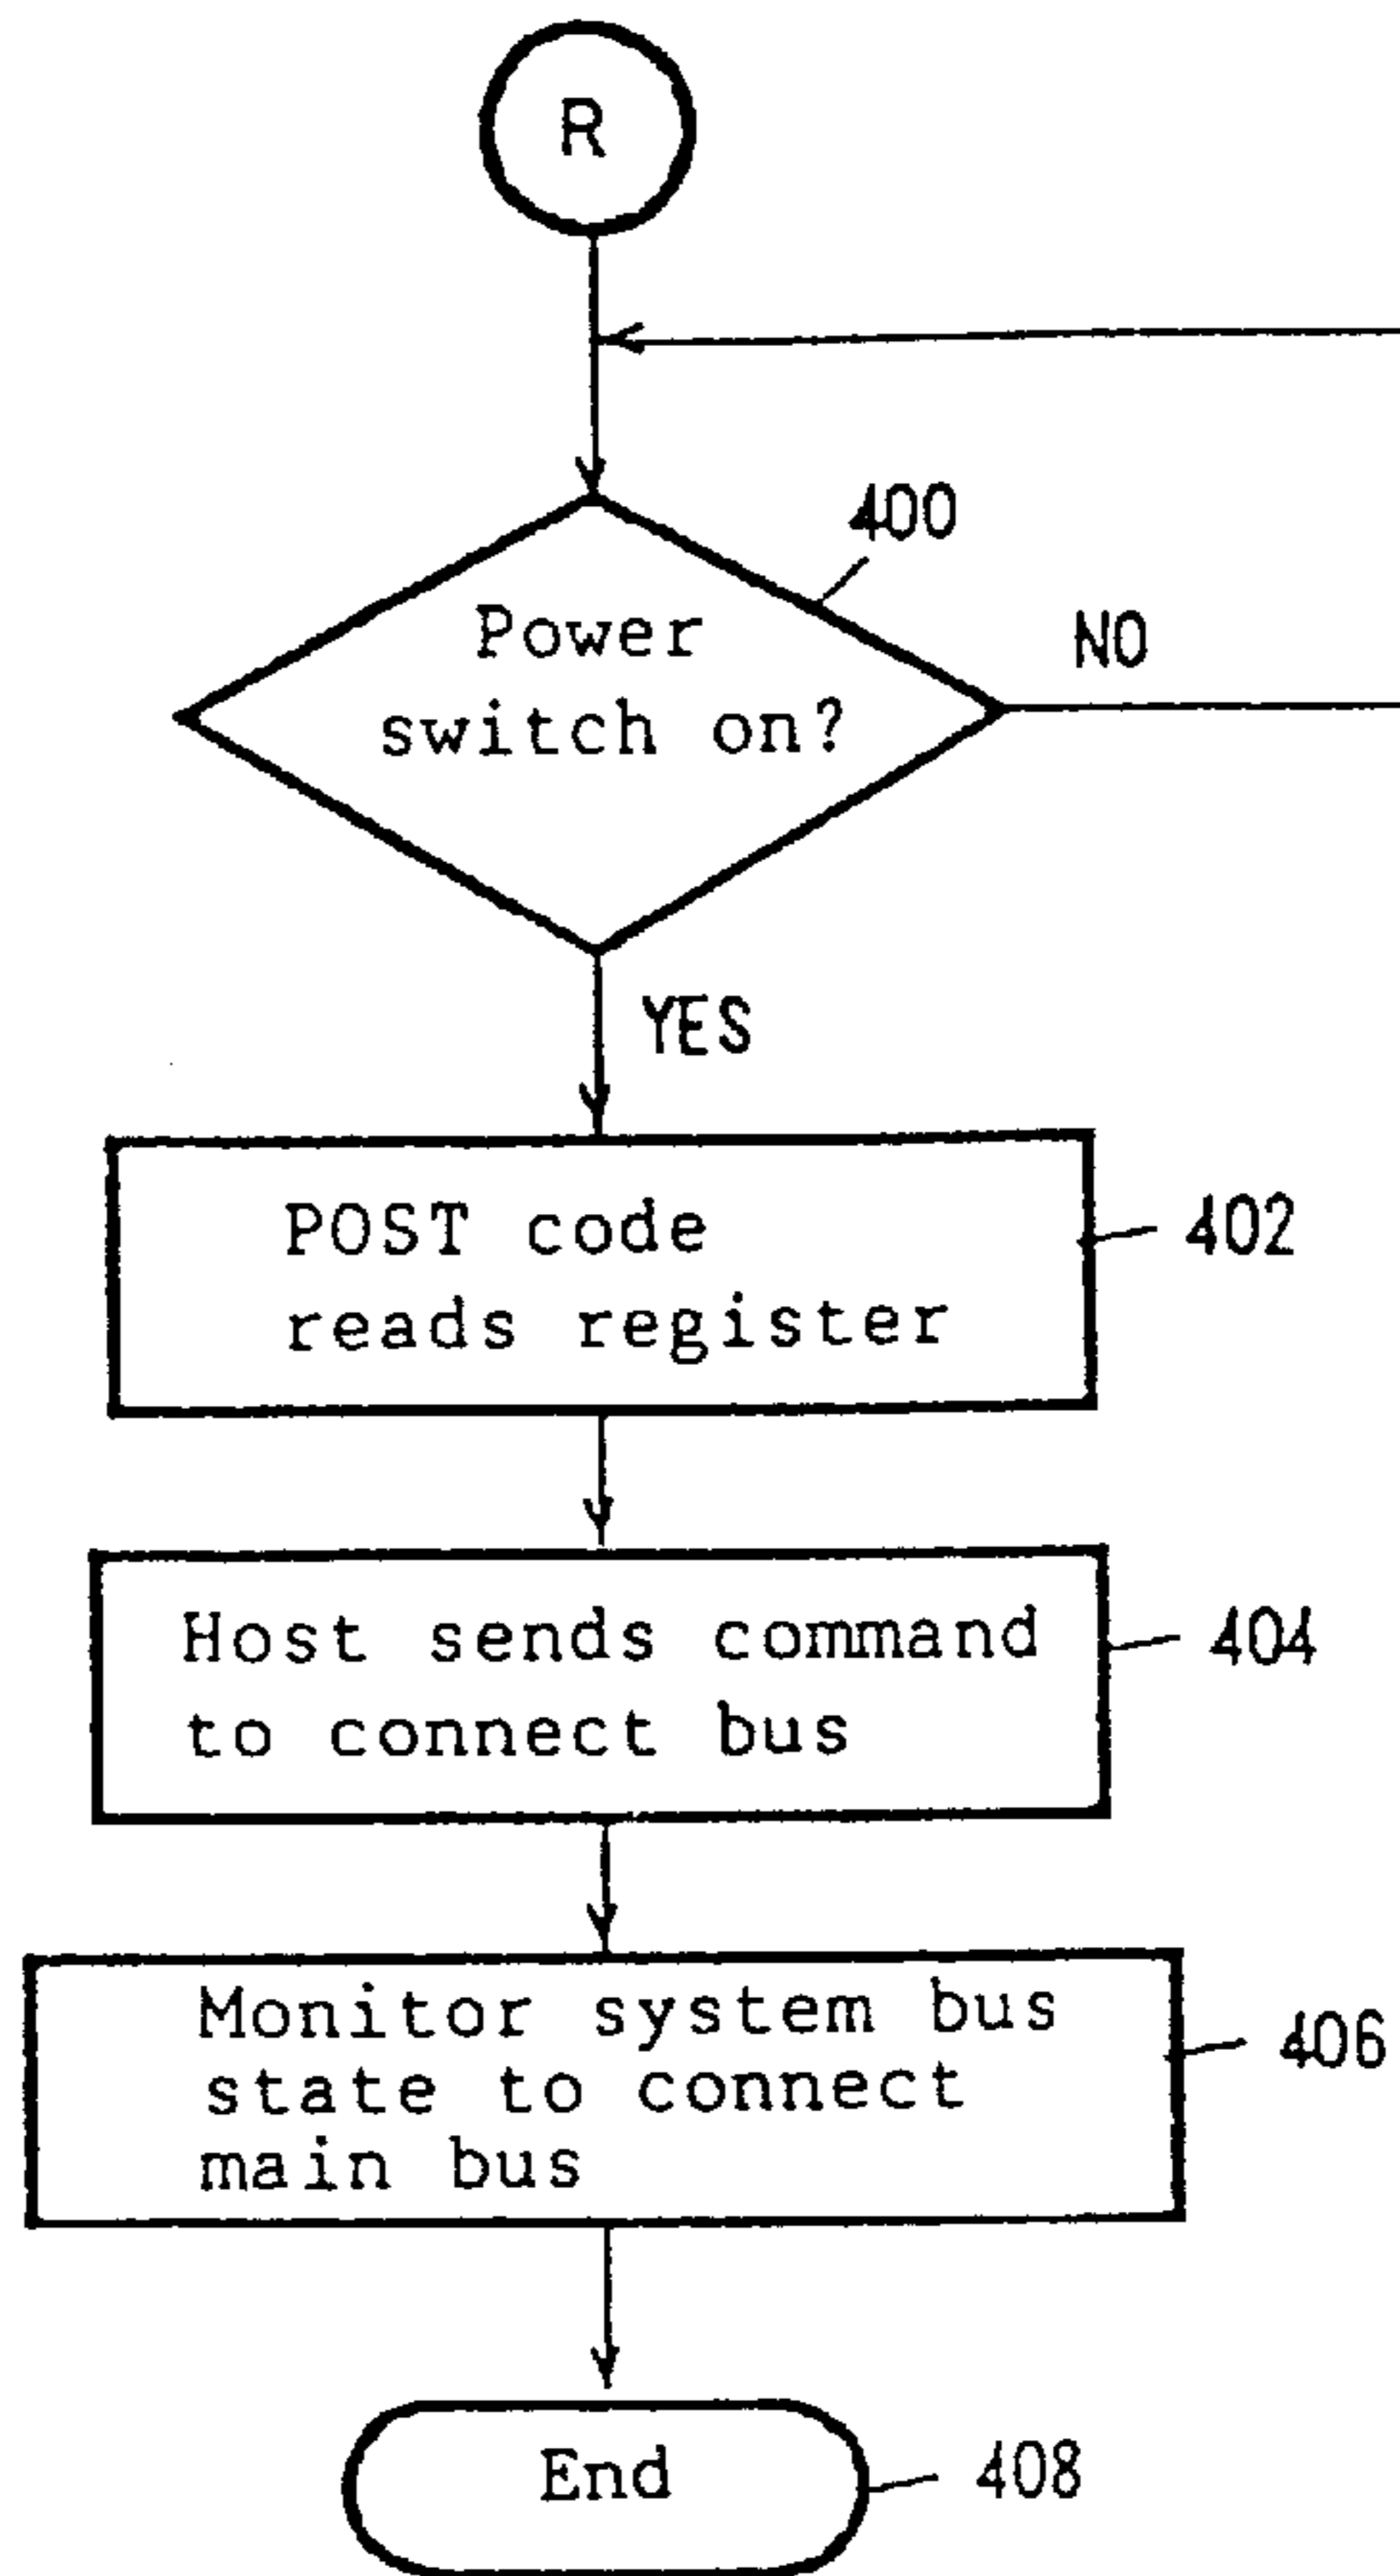 R
400
Power
switch on?
NO
YES
POST code
reads register
402
Host sends command
to connect bus
404
Monitor system bus
state to connect
main bus
406
End
408